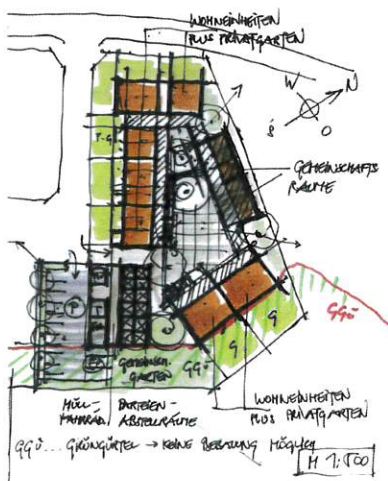 WOHNEINHEITEN
PLUS PRIVATGARTEN
W
N
S
O
P-G
GEMEINSCHAFTS
RÄUME
GGÜ
G
G
GGÜ
P
GEMEINSCH.
GARTEN
MÜLL-
FAHRRAD
PARTEIEN-
ABSTELLRÄUME
WOHNEINHEITEN
PLUS PRIVATGARTEN
GGÜ... GRÜNGÜRTEL → KEINE BEBAUUNG MÖGLICH
M 1:500